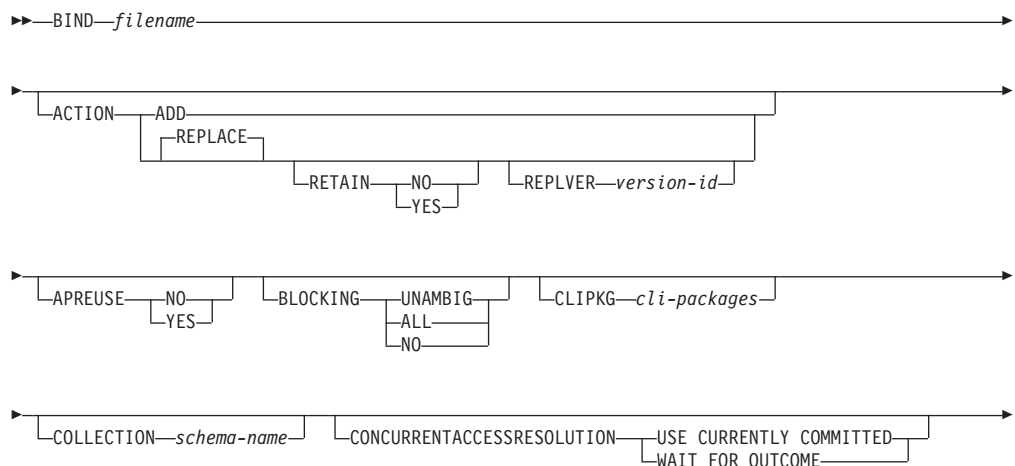 BIND filename
ACTION ADD
REPLACE
RETAIN NO REPLVER version-id
YES
APREUSE NO BLOCKING UNAMBIG CLIPKG cli-packages
YES ALL
NO
COLLECTION schema-name CONCURRENTACCESSRESOLUTION USE CURRENTLY COMMITTED
WAIT FOR OUTCOME